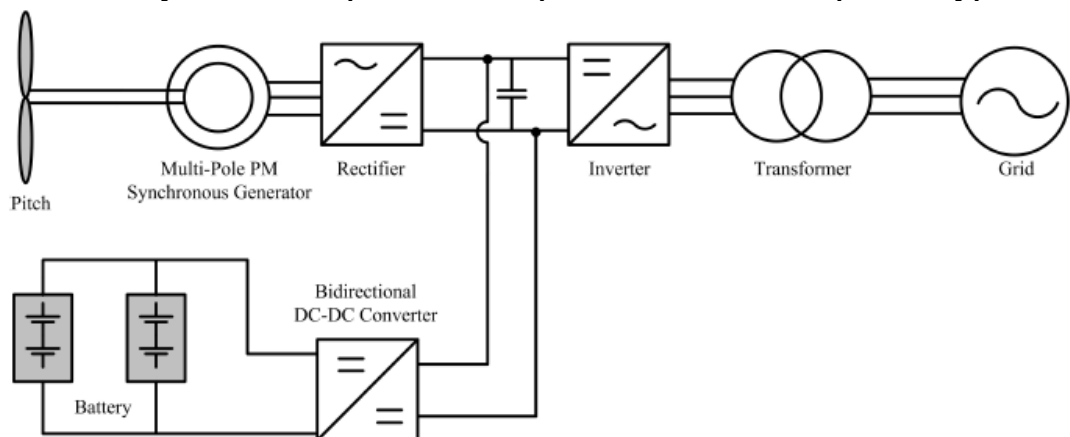 Multi-Pole PM
Synchronous Generator
Rectifier
Inverter
Transformer
Grid
Pitch
Bidirectional
DC-DC Converter
Battery